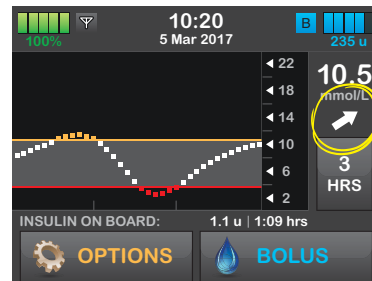 10:20
100%
5 Mar 2017
B
235 u
22
18
14
10
6
2
10.5
mmol/L
3
HRS
INSULIN ON BOARD: 1.1 u | 1:09 hrs
OPTIONS BOLUS